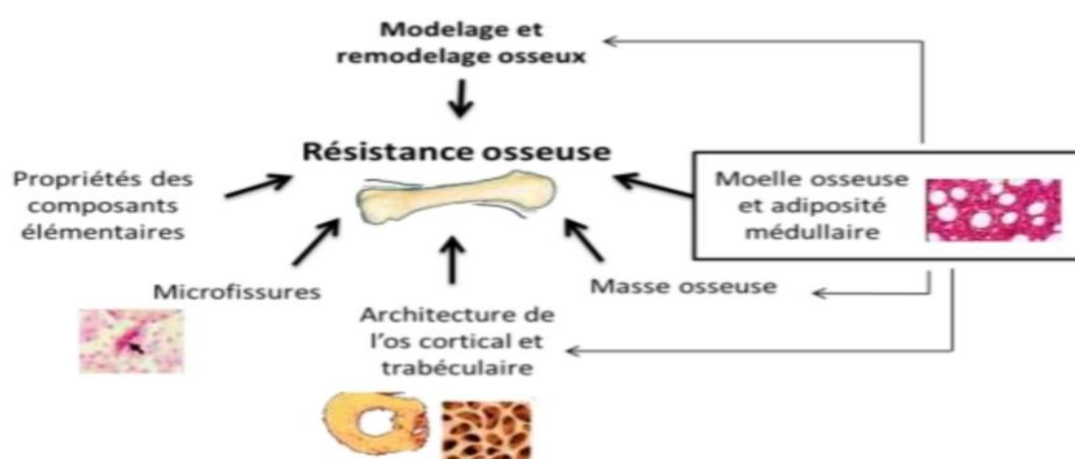 Modelage et
remodelage osseux
Résistance osseuse
Propriétés des
composants
élémentaires
Moelle osseuse
et adiposité
médullaire
Microfissures
Masse osseuse
Architecture de
l'os cortical et
trabéculaire